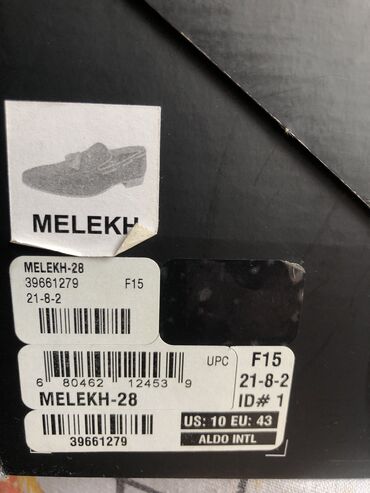 MELEKH
MELEKH-28
39661279 F15
21-8-2
6 80462 12453 9 UPC F15
21-8-2
MELEKH-28 ID# 1
39661279 US: 10 EU: 43
ALDO INTL